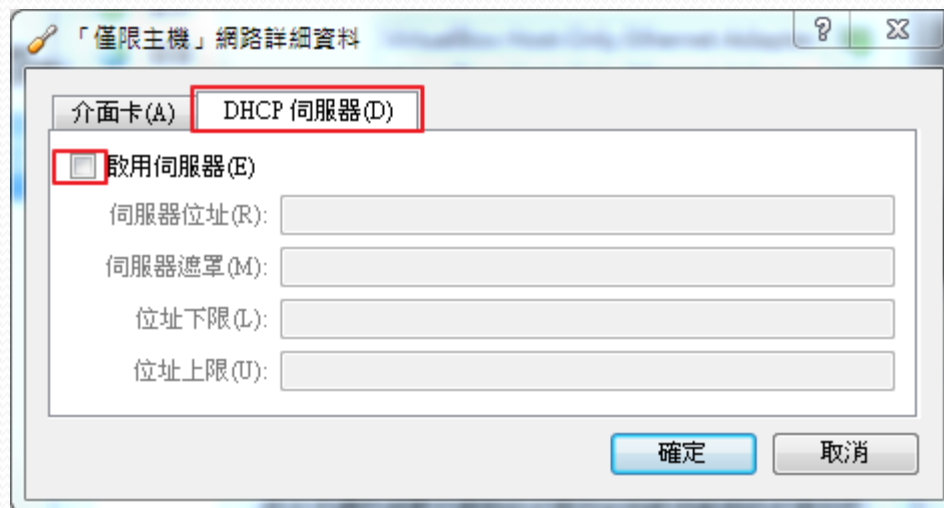 「僅限主機」網路詳細資料
介面卡(A)
DHCP 伺服器(D)
啟用伺服器(E)
伺服器位址(R):
伺服器遮罩(M):
位址下限(L):
位址上限(U):
確定
取消